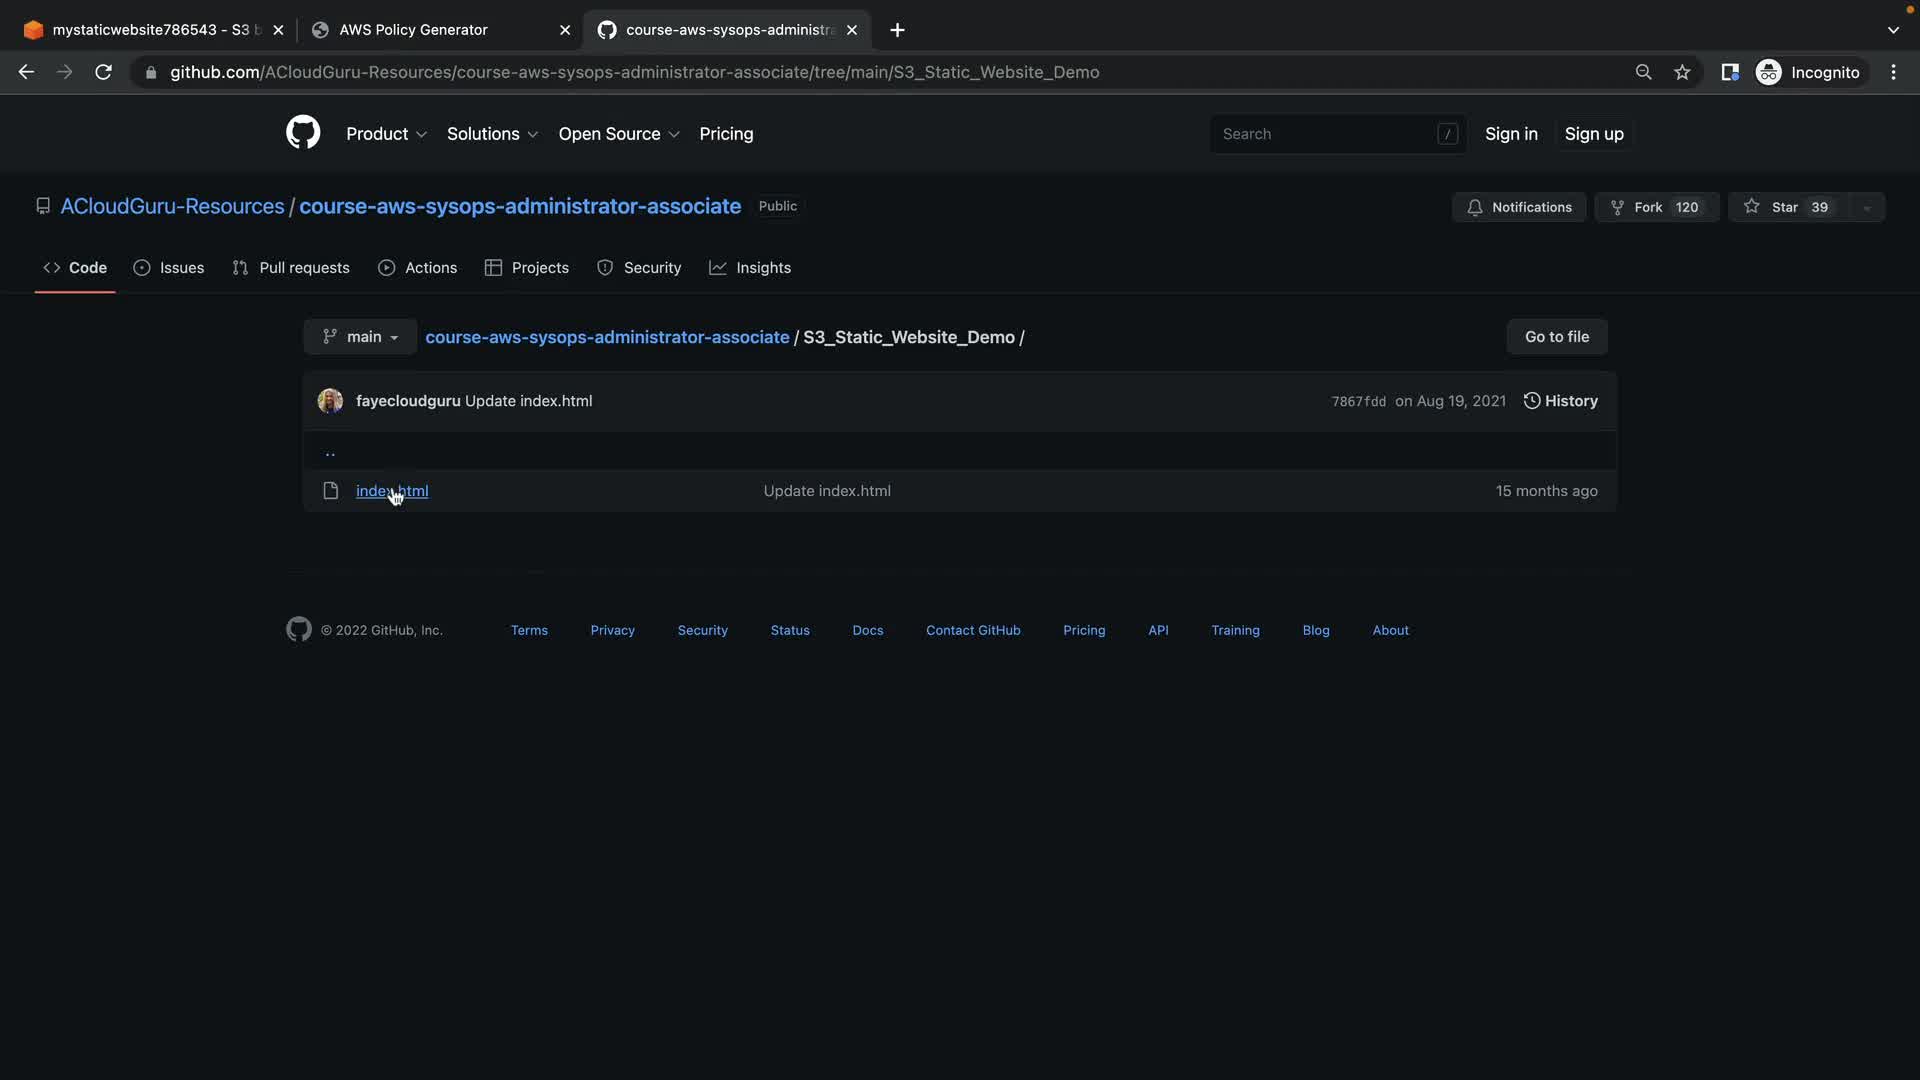 mystaticwebsite786543 - S3 b
AWS Policy Generator
course-aws-sysops-administra
github.com/ACloudGuru-Resources/course-aws-sysops-administrator-associate/tree/main/S3_Static_Website_Demo
Incognito
Product
Solutions
Open Source
Pricing
Search /
Sign in
Sign up
ACloudGuru-Resources / course-aws-sysops-administrator-associate
Public
Notifications
Fork 120
Star 39
Code
Issues
Pull requests
Actions
Projects
Security
Insights
main
course-aws-sysops-administrator-associate / S3_Static_Website_Demo /
Go to file
fayecloudguru Update index.html
7867fdd on Aug 19, 2021
History
..
index.html
Update index.html
15 months ago
© 2022 GitHub, Inc.
Terms
Privacy
Security
Status
Docs
Contact GitHub
Pricing
API
Training
Blog
About